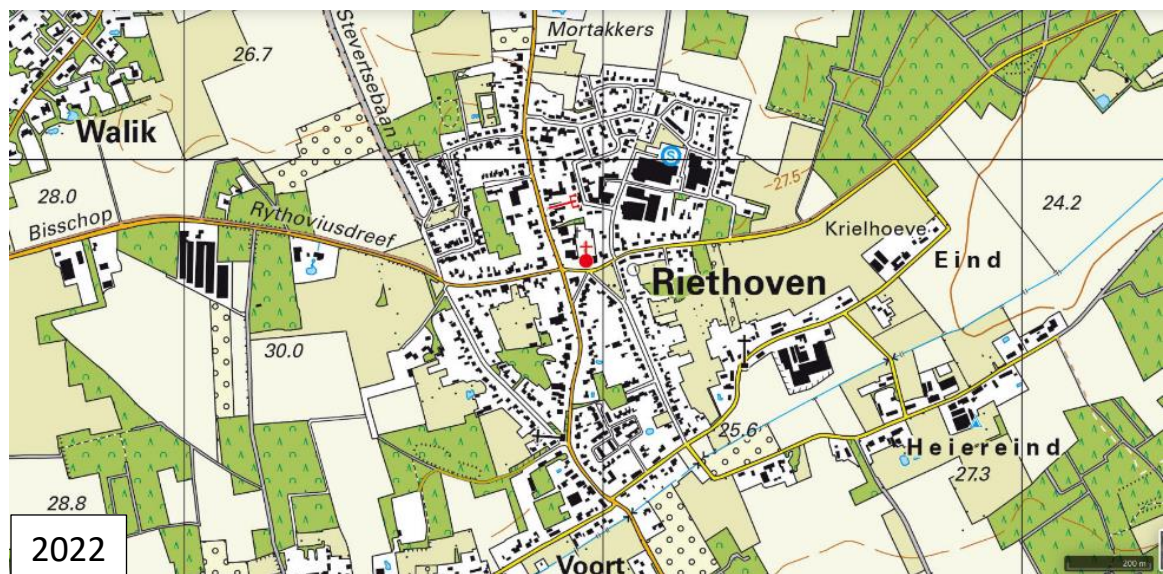 Mortakkers
Stevertsebaan
26.7
Walik
S
27.5
28.0
24.2
Bisschop Rythoviusdreef
Krielhoeve
Eind
Riethoven
30.0
25.6
Heiereind
27.3
28.8
2022
Voort
200 m